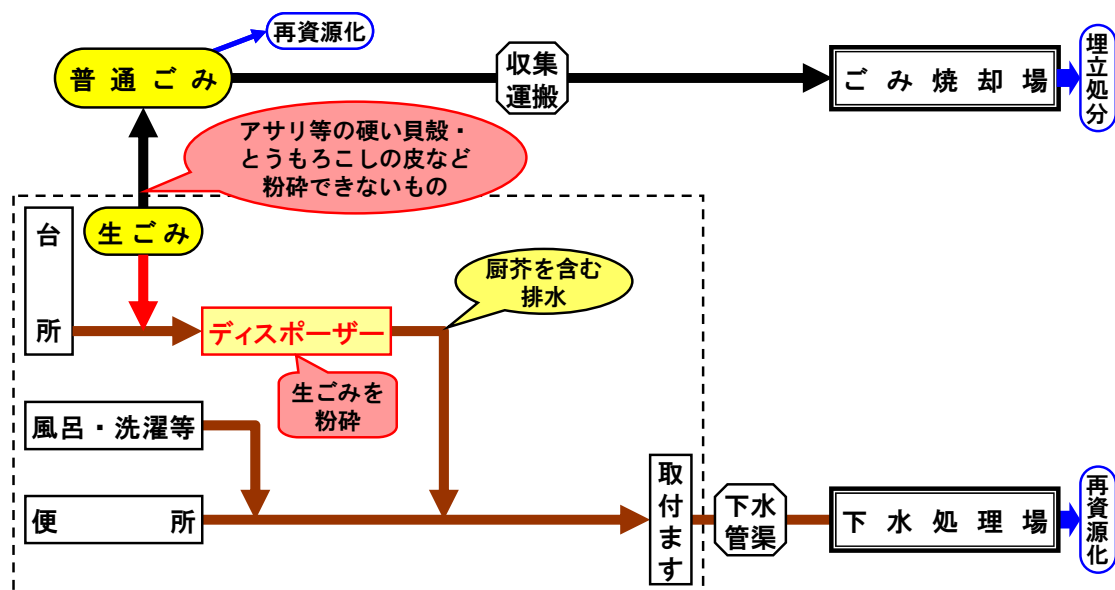 再資源化
普通ごみ
収集
運搬
ごみ焼却場
埋立処分
アサリ等の硬い貝殻・
とうもろこしの皮など
粉砕できないもの
台所
生ごみ
厨芥を含む
排水
ディスポーザー
生ごみを
粉砕
風呂・洗濯等
便所
取付ます
下水
管渠
下水処理場
再資源化